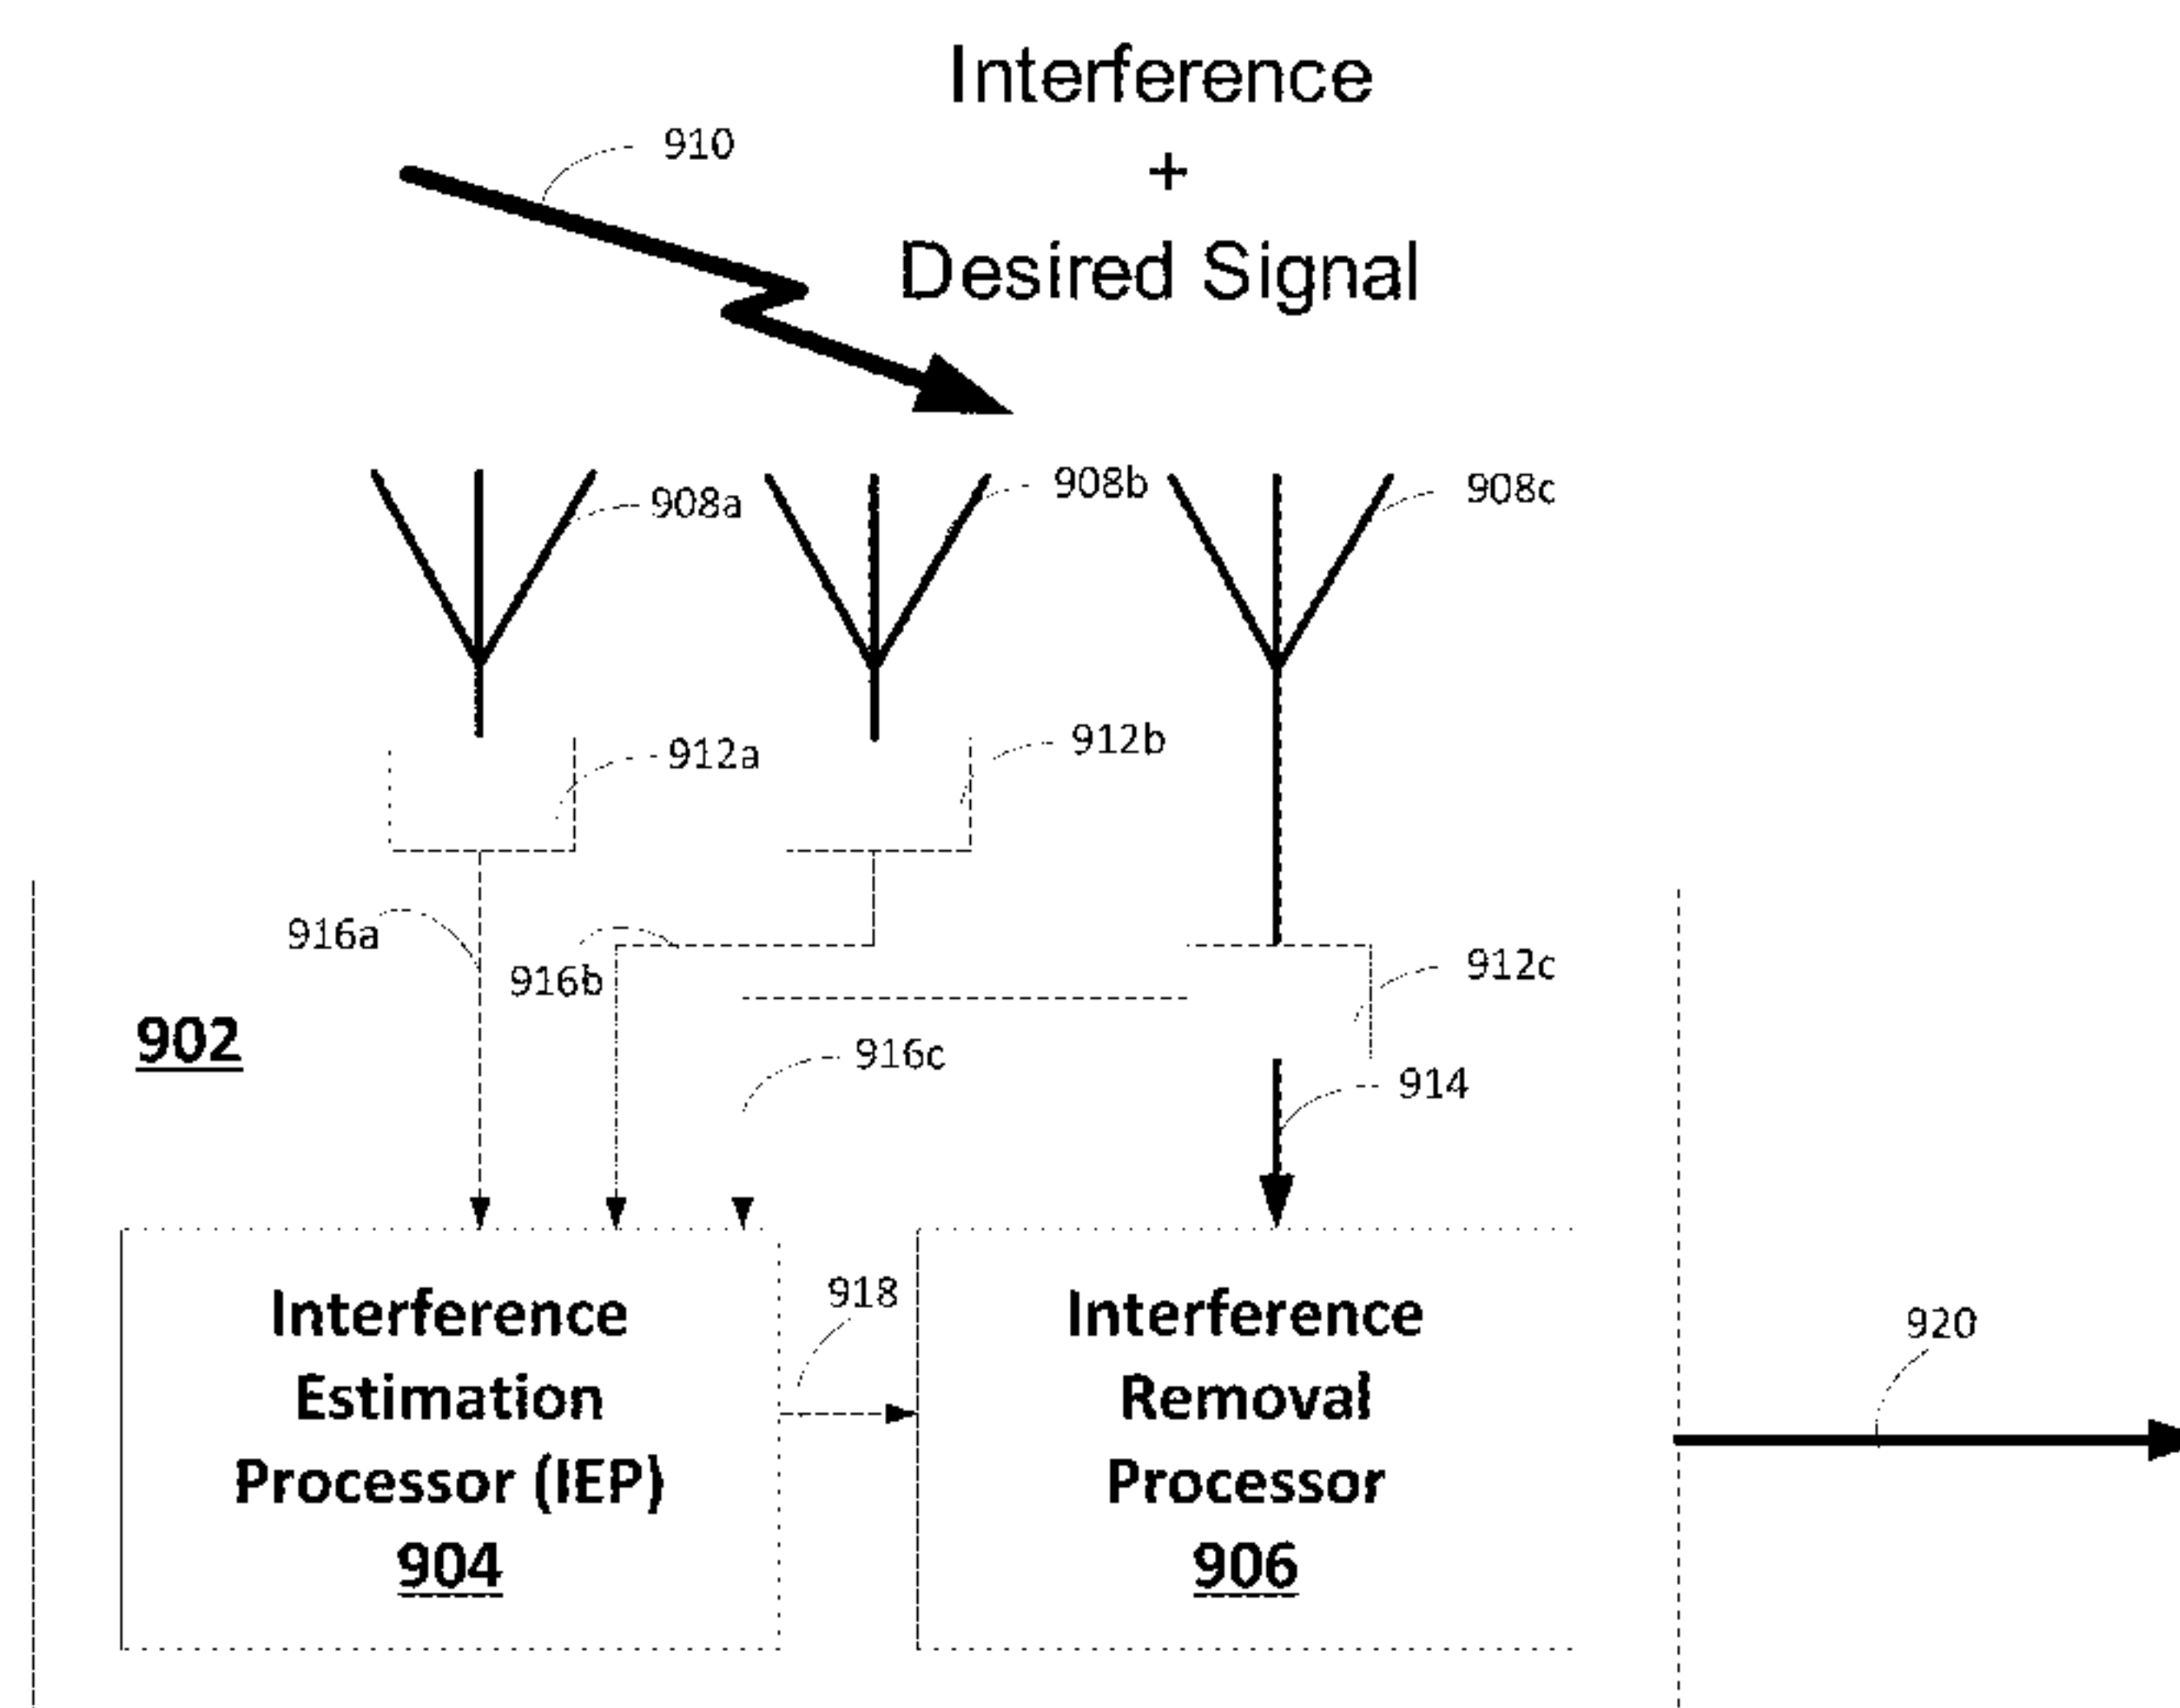 Interference
+
Desired Signal
910
908a
908b
908c
912a
912b
916a
916b
912c
902
916c
914
Interference
Estimation
Processor (IEP)
904
918
Interference
Removal
Processor
906
920